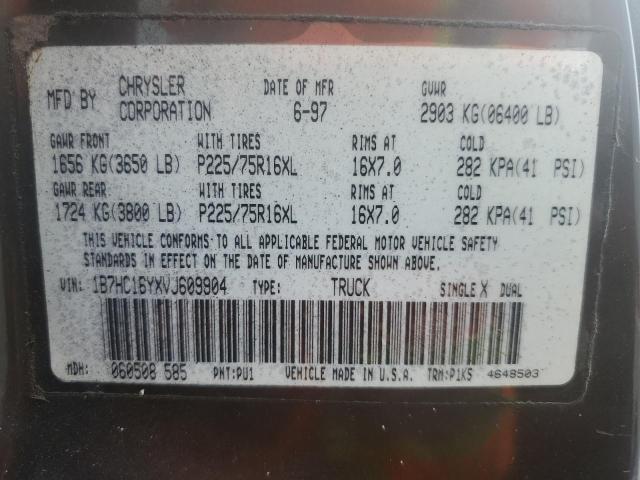 MFD BY CHRYSLER CORPORATION DATE OF MFR 6-97 GVWR 2903 KG(06400 LB)
GAWR FRONT WITH TIRES RIMS AT COLD
1656 KG(3650 LB) P225/75R16XL 16X7.0 282 KPA(41 PSI)
GAWR REAR WITH TIRES RIMS AT COLD
1724 KG(3800 LB) P225/75R16XL 16X7.0 282 KPA(41 PSI)
THIS VEHICLE CONFORMS TO ALL APPLICABLE FEDERAL MOTOR VEHICLE SAFETY
STANDARDS IN EFFECT ON THE DATE OF MANUFACTURE SHOWN ABOVE.
VIN: 1B7HC16YXVJ609904 TYPE: TRUCK SINGLE X DUAL
MDH: 060508 585 PNT:PU1 VEHICLE MADE IN U.S.A. TRM:P1K5 4648503